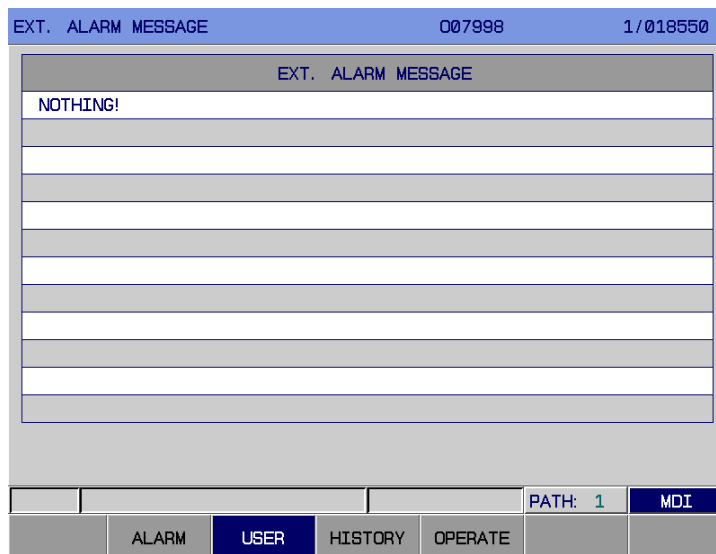 EXT. ALARM MESSAGE O07998 1/018550
EXT. ALARM MESSAGE
NOTHING!
PATH: 1 MDI
ALARM USER HISTORY OPERATE